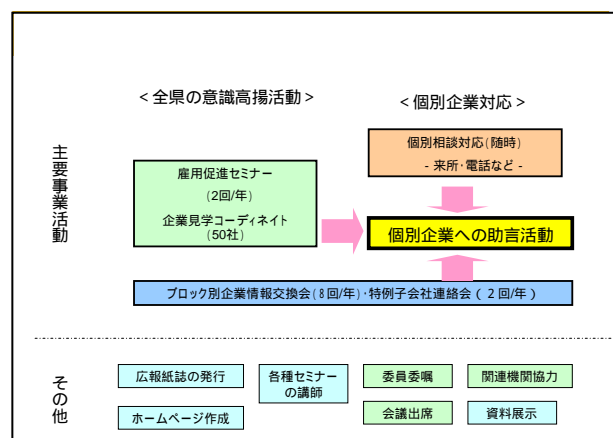 <全県の意識高揚活動>
<個別企業対応>
主要事業活動
個別相談対応(随時)
- 来所・電話など -
雇用促進セミナー
(2回/年)
企業見学コーディネイト
(50社)
個別企業への助言活動
ブロック別企業情報交換会(8回/年)・特例子会社連絡会(2回/年)
その他
広報紙誌の発行
各種セミナー
の講師
委員委嘱
関連機関協力
ホームページ作成
会議出席
資料展示